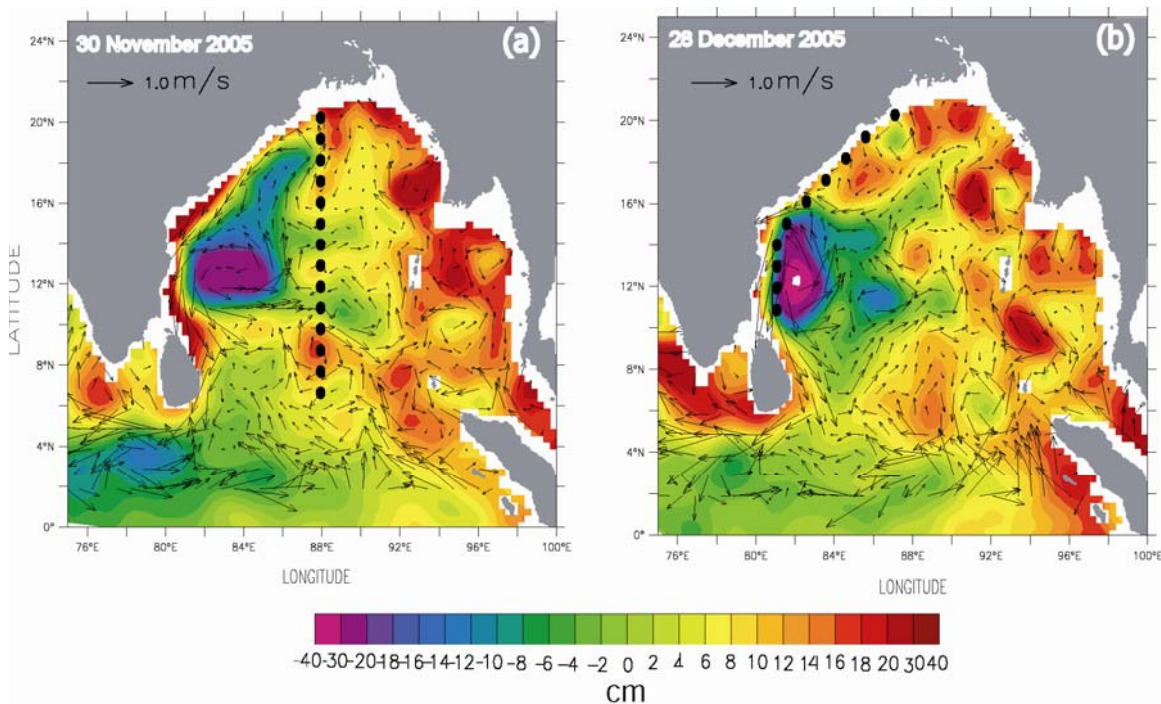 30 November 2005
(a)
1.0 m/s
28 December 2005
(b)
1.0 m/s
LATITUDE
24°N
20°N
16°N
12°N
8°N
4°N
0°
76°E 80°E 84°E 88°E 92°E 96°E 100°E
LONGITUDE
24°N
20°N
16°N
12°N
8°N
4°N
0°
76°E 80°E 84°E 88°E 92°E 96°E 100°E
LONGITUDE
-40 -30 -20 -18 -16 -14 -12 -10 -8 -6 -4 -2 0 2 4 6 8 10 12 14 16 18 20 30 40
cm